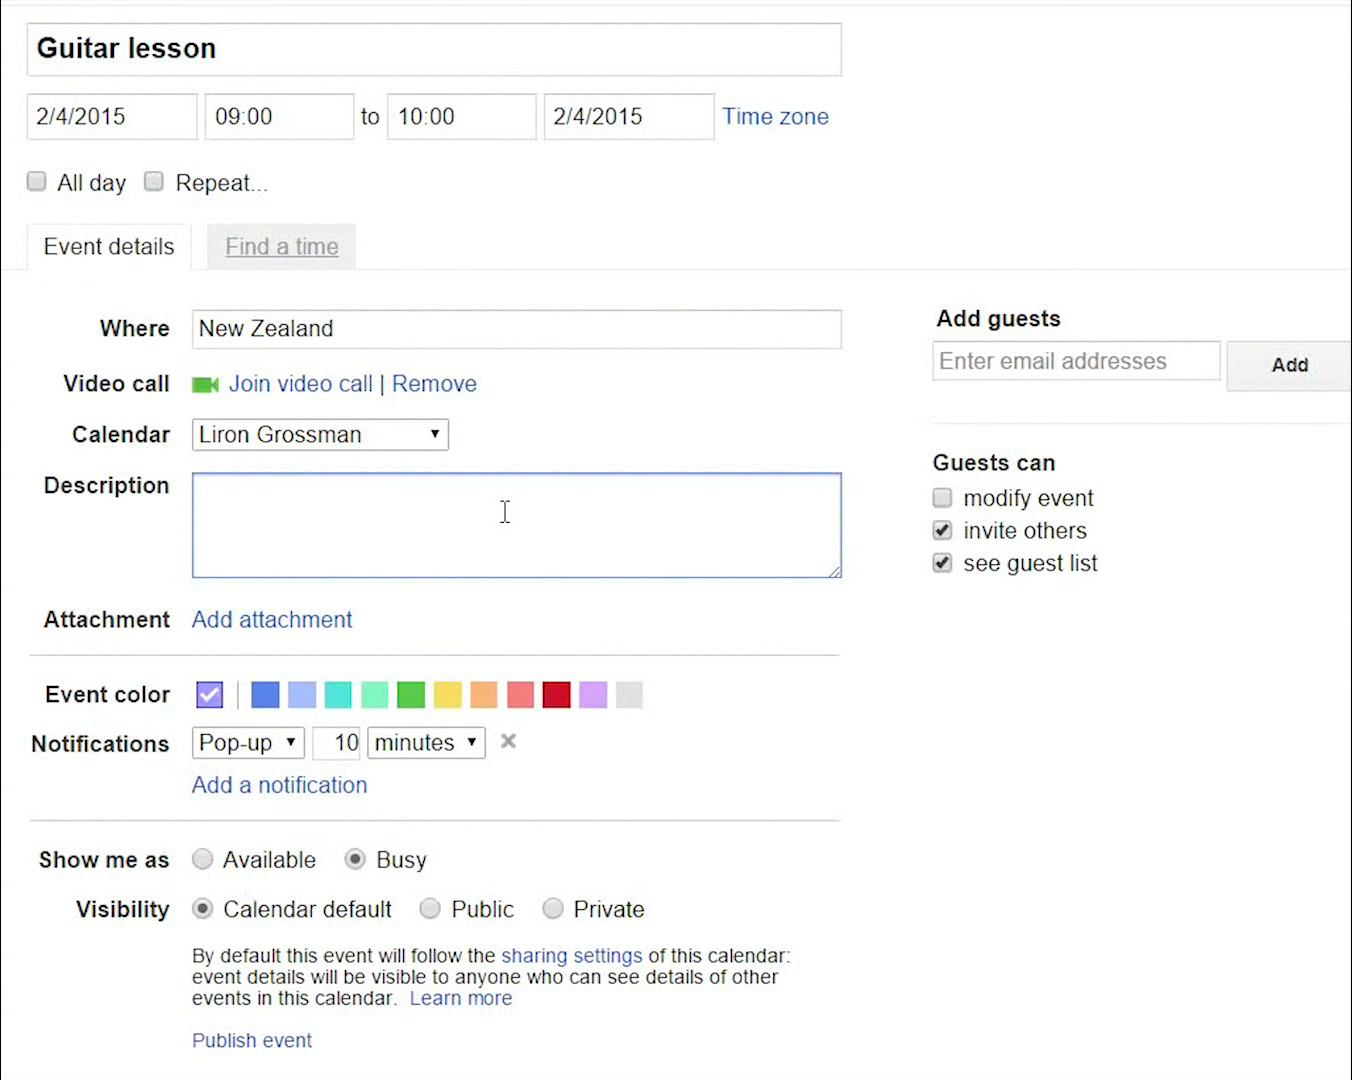 Guitar lesson
2/4/2015 09:00 to 10:00 2/4/2015 Time zone
All day Repeat...
Event details Find a time
Where New Zealand
Video call Join video call | Remove
Calendar Liron Grossman
Description
Attachment Add attachment
Event color
Notifications Pop-up 10 minutes
Add a notification
Show me as Available Busy
Visibility Calendar default Public Private
By default this event will follow the sharing settings of this calendar:
event details will be visible to anyone who can see details of other
events in this calendar. Learn more
Publish event
Add guests
Enter email addresses Add
Guests can
modify event
invite others
see guest list